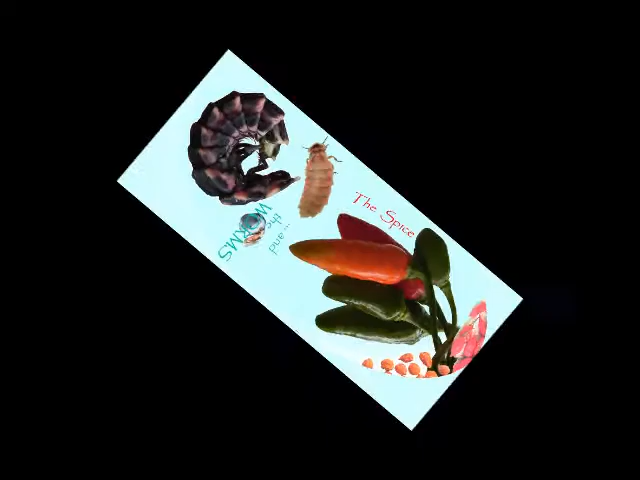 The Spice
...and
the
WORMS